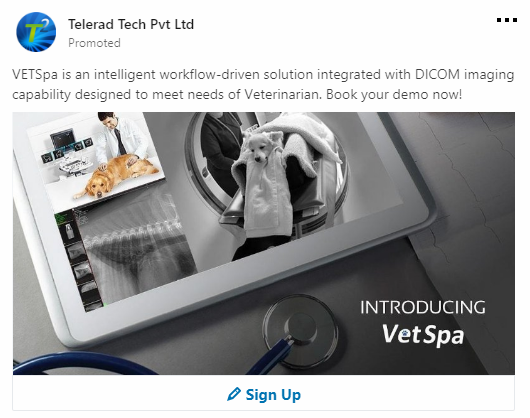 Telerad Tech Pvt Ltd
Promoted
VETSpa is an intelligent workflow-driven solution integrated with DICOM imaging
capability designed to meet needs of Veterinarian. Book your demo now!
INTRODUCING
VetSpa
Sign Up